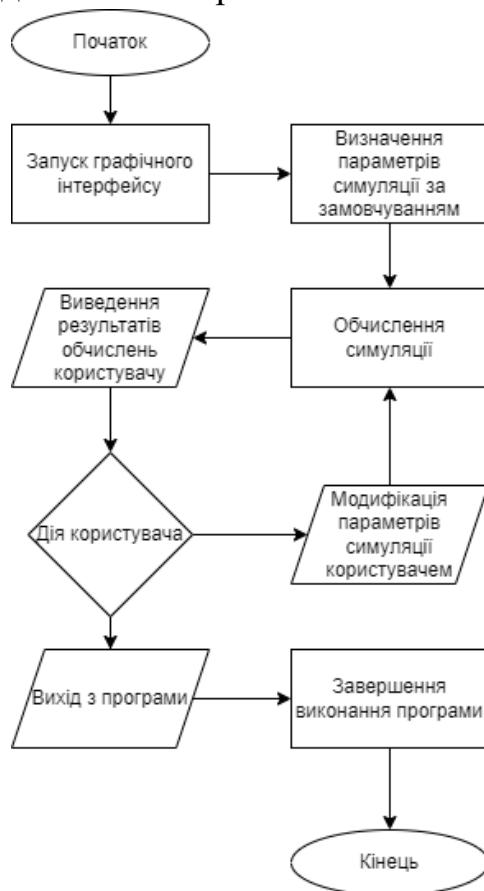 Початок
Запуск графічного
інтерфейсу
Визначення
параметрів
симуляції за
замовчуванням
Обчислення
симуляції
Виведення
результатів
обчислень
користувачу
Дія користувача
Модифікація
параметрів
симуляції
користувачем
Вихід з програми
Завершення
виконання програми
Кінець